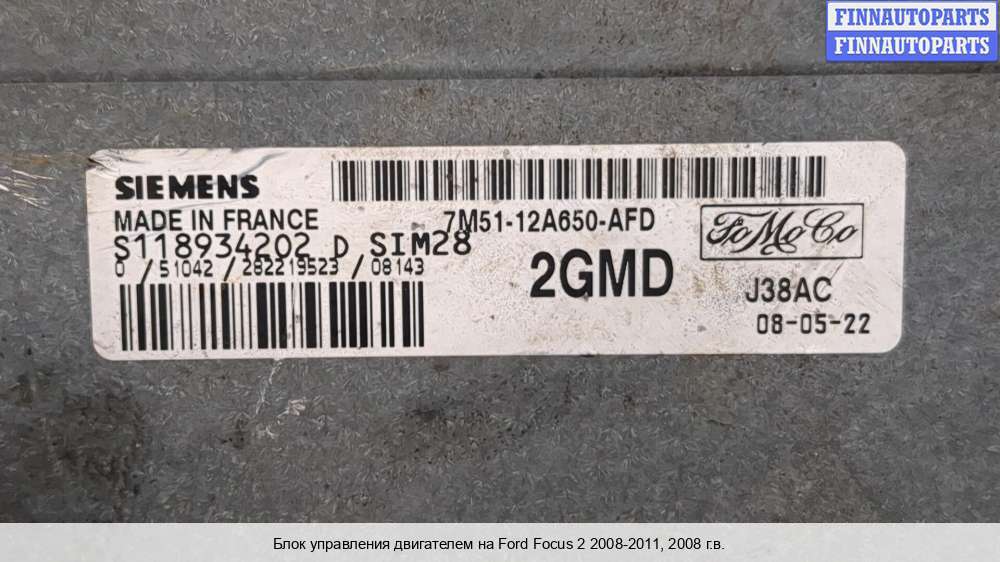 FINNAUTOPARTS
FINNAUTOPARTS
SIEMENS
MADE IN FRANCE
7M51-12A650-AFD
S118934202 D SIM28
0 / 51042 / 282219523 / 08143
2GMD
FoMoCo
J38AC
08-05-22
Блок управления двигателем на Ford Focus 2 2008-2011, 2008 г.в.